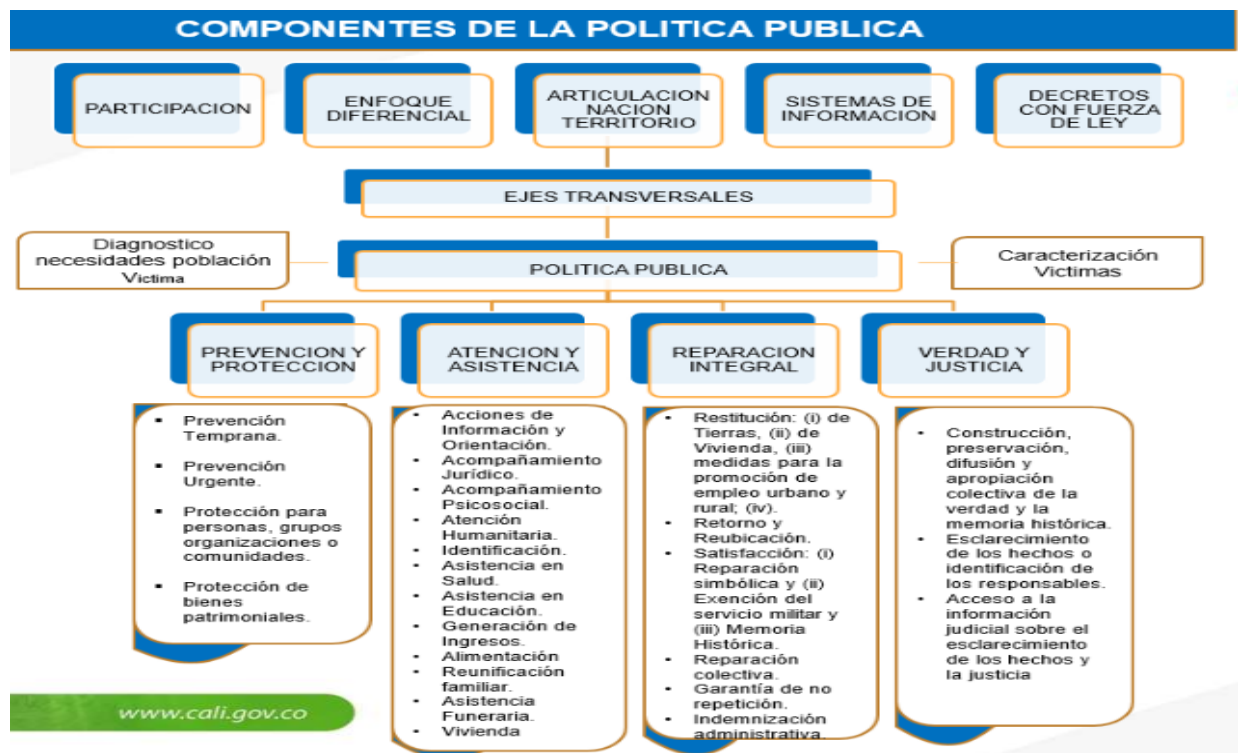 COMPONENTES DE LA POLITICA PUBLICA
PARTICIPACION
ENFOQUE
DIFERENCIAL
ARTICULACION
NACION
TERRITORIO
SISTEMAS DE
INFORMACION
DECRETOS
CON FUERZA
DE LEY
EJES TRANSVERSALES
Diagnostico
necesidades población
Victima
POLITICA PUBLICA
Caracterización
Victimas
PREVENCION Y
PROTECCION
ATENCION Y
ASISTENCIA
REPARACION
INTEGRAL
VERDAD Y
JUSTICIA
▪ Prevención
Temprana.
▪ Prevención
Urgente.
▪ Protección para
personas, grupos
organizaciones o
comunidades.
▪ Protección de
bienes
patrimoniales.
• Acciones de
Información y
Orientación.
• Acompañamiento
Jurídico.
• Acompañamiento
Psicosocial.
• Atención
Humanitaria.
• Identificación.
• Asistencia en
Salud.
• Asistencia en
Educación.
• Generación de
Ingresos.
• Alimentación
• Reunificación
familiar.
• Asistencia
Funeraria.
• Vivienda
• Restitución: (i) de
Tierras, (ii) de
Vivienda, (iii)
medidas para la
promoción de
empleo urbano y
rural; (iv).
• Retorno y
Reubicación.
• Satisfacción: (i)
Reparación
simbólica y (ii)
Exención del
servicio militar y
(iii) Memoria
Histórica.
• Reparación
colectiva.
• Garantía de no
repetición.
• Indemnización
administrativa.
• Construcción,
preservación,
difusión y
apropiación
colectiva de la
verdad y la
memoria histórica.
• Esclarecimiento
de los hechos o
identificación de
los responsables.
• Acceso a la
información
judicial sobre el
esclarecimiento
de los hechos y
la justicia
www.cali.gov.co